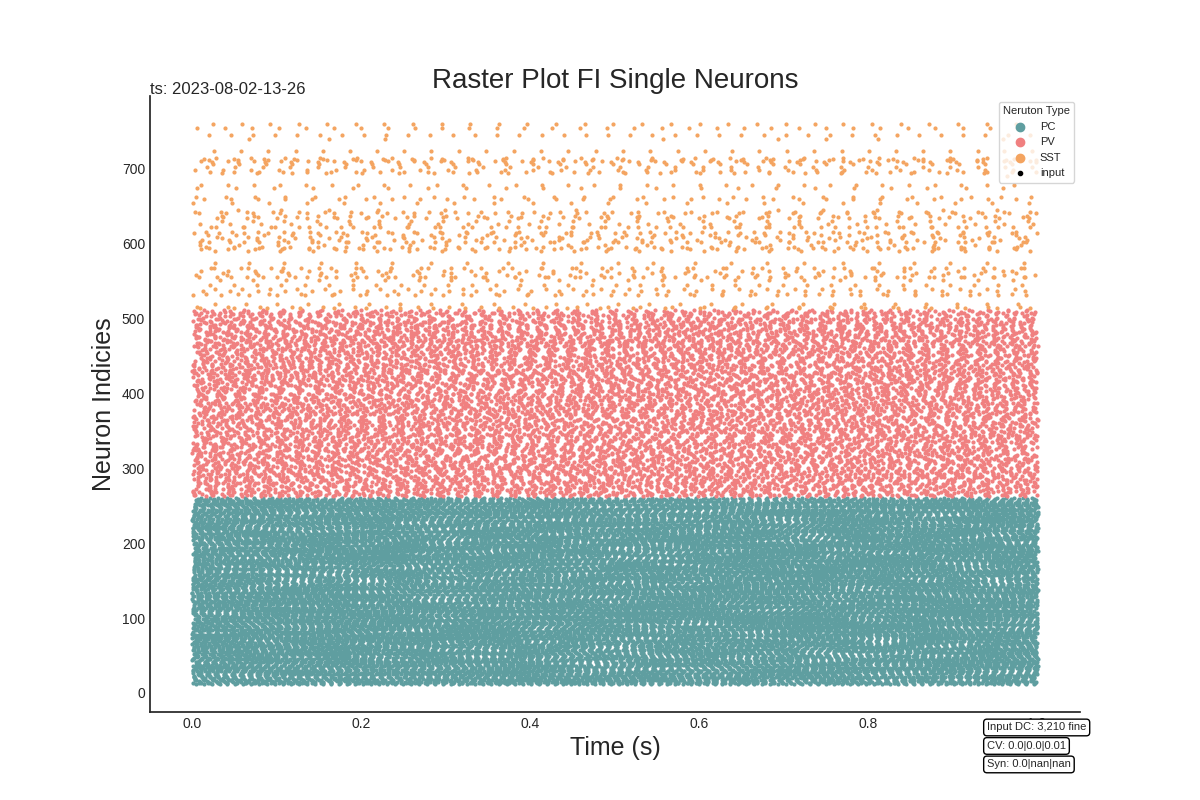 Raster Plot FI Single Neurons
ts: 2023-08-02-13-26
Neruton Type
PC
PV
SST
input
Neuron Indicies
700
600
500
400
300
200
100
0
0.0 0.2 0.4 0.6 0.8
Time (s)
Input DC: 3,210 fine
CV: 0.0|0.0|0.01
Syn: 0.0|nan|nan